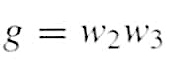 g = w₂w₃